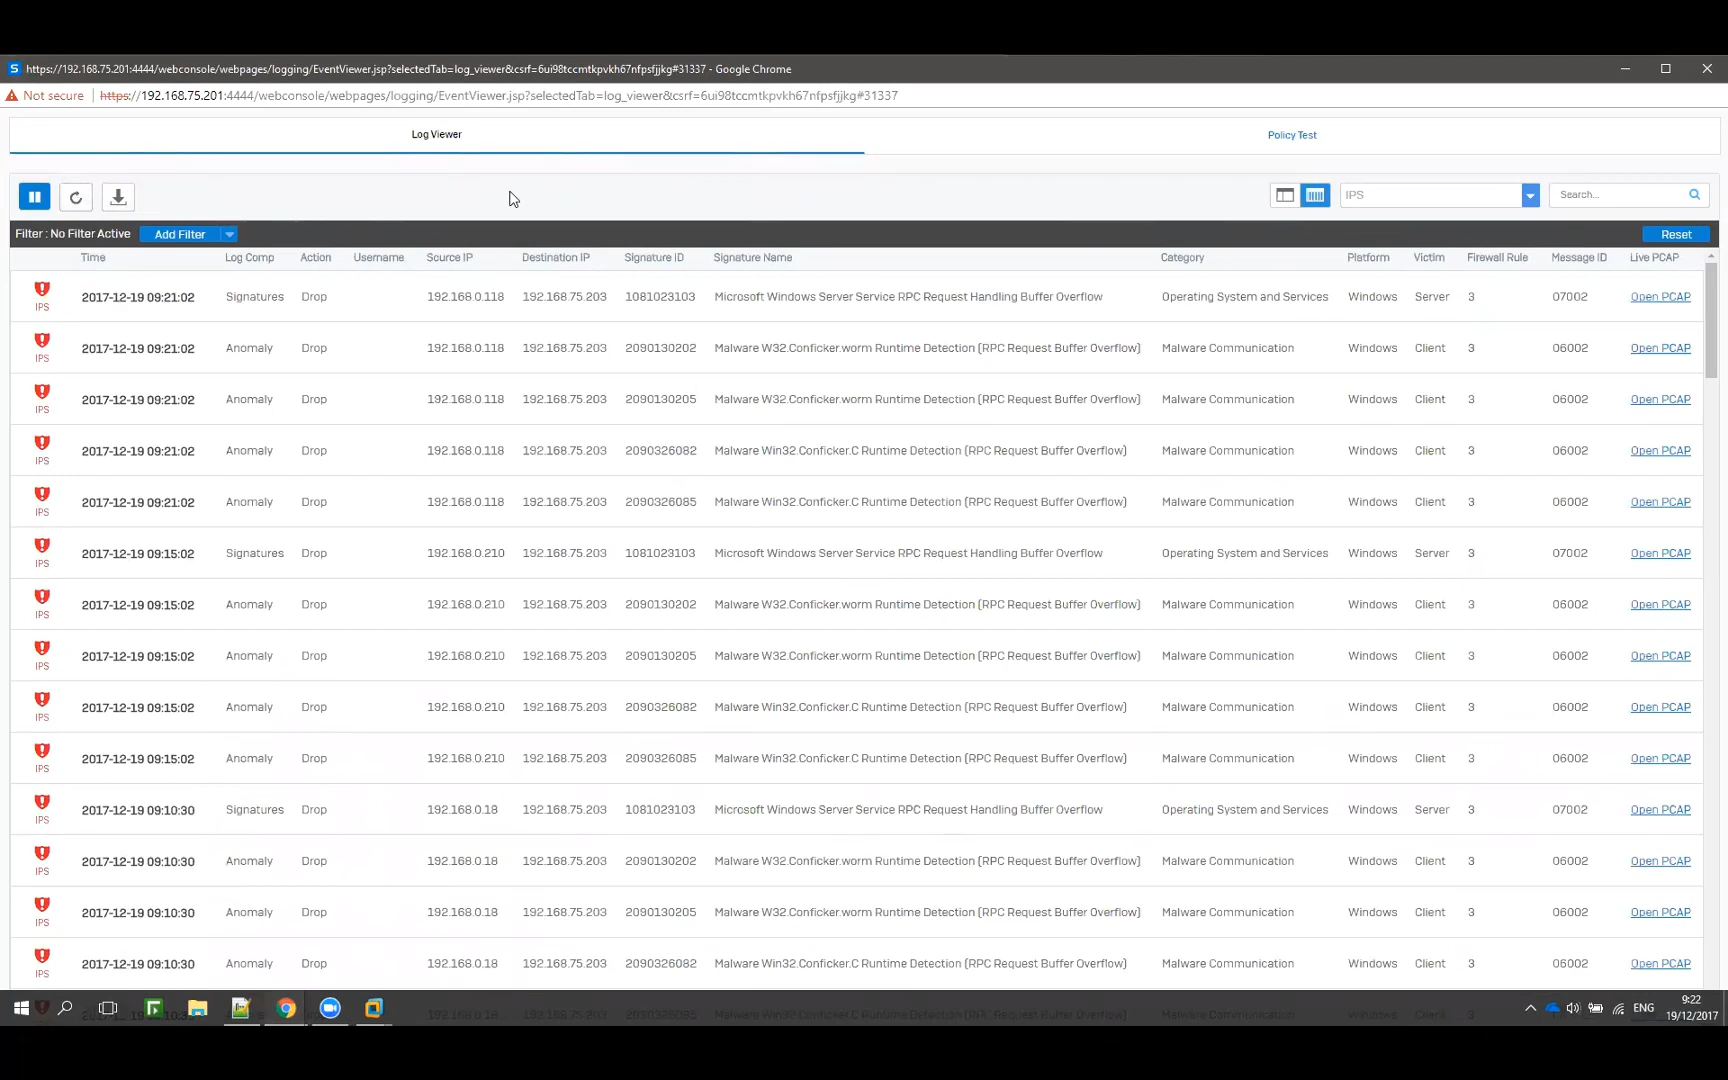 https://192.168.75.201:4444/webconsole/webpages/logging/EventViewer.jsp?selectedTab=log_viewer&csrf=6ui98tccmtkpvkh67nfpsfjjkg#31337 - Google Chrome
Not secure https://192.168.75.201:4444/webconsole/webpages/logging/EventViewer.jsp?selectedTab=log_viewer&csrf=6ui98tccmtkpvkh67nfpsfjjkg#31337
Log Viewer Policy Test
IPS Search...
Filter : No Filter Active Add Filter Reset
Time Log Comp Action Username Source IP Destination IP Signature ID Signature Name Category Platform Victim Firewall Rule Message ID Live PCAP
IPS 2017-12-19 09:21:02 Signatures Drop 192.168.0.118 192.168.75.203 1081023103 Microsoft Windows Server Service RPC Request Handling Buffer Overflow Operating System and Services Windows Server 3 07002 Open PCAP
IPS 2017-12-19 09:21:02 Anomaly Drop 192.168.0.118 192.168.75.203 2090130202 Malware W32.Conficker.worm Runtime Detection (RPC Request Buffer Overflow) Malware Communication Windows Client 3 06002 Open PCAP
IPS 2017-12-19 09:21:02 Anomaly Drop 192.168.0.118 192.168.75.203 2090130205 Malware W32.Conficker.worm Runtime Detection (RPC Request Buffer Overflow) Malware Communication Windows Client 3 06002 Open PCAP
IPS 2017-12-19 09:21:02 Anomaly Drop 192.168.0.118 192.168.75.203 2090326082 Malware Win32.Conficker.C Runtime Detection (RPC Request Buffer Overflow) Malware Communication Windows Client 3 06002 Open PCAP
IPS 2017-12-19 09:21:02 Anomaly Drop 192.168.0.118 192.168.75.203 2090326085 Malware Win32.Conficker.C Runtime Detection (RPC Request Buffer Overflow) Malware Communication Windows Client 3 06002 Open PCAP
IPS 2017-12-19 09:15:02 Signatures Drop 192.168.0.210 192.168.75.203 1081023103 Microsoft Windows Server Service RPC Request Handling Buffer Overflow Operating System and Services Windows Server 3 07002 Open PCAP
IPS 2017-12-19 09:15:02 Anomaly Drop 192.168.0.210 192.168.75.203 2090130202 Malware W32.Conficker.worm Runtime Detection (RPC Request Buffer Overflow) Malware Communication Windows Client 3 06002 Open PCAP
IPS 2017-12-19 09:15:02 Anomaly Drop 192.168.0.210 192.168.75.203 2090130205 Malware W32.Conficker.worm Runtime Detection (RPC Request Buffer Overflow) Malware Communication Windows Client 3 06002 Open PCAP
IPS 2017-12-19 09:15:02 Anomaly Drop 192.168.0.210 192.168.75.203 2090326082 Malware Win32.Conficker.C Runtime Detection (RPC Request Buffer Overflow) Malware Communication Windows Client 3 06002 Open PCAP
IPS 2017-12-19 09:15:02 Anomaly Drop 192.168.0.210 192.168.75.203 2090326085 Malware Win32.Conficker.C Runtime Detection (RPC Request Buffer Overflow) Malware Communication Windows Client 3 06002 Open PCAP
IPS 2017-12-19 09:10:30 Signatures Drop 192.168.0.18 192.168.75.203 1081023103 Microsoft Windows Server Service RPC Request Handling Buffer Overflow Operating System and Services Windows Server 3 07002 Open PCAP
IPS 2017-12-19 09:10:30 Anomaly Drop 192.168.0.18 192.168.75.203 2090130202 Malware W32.Conficker.worm Runtime Detection (RPC Request Buffer Overflow) Malware Communication Windows Client 3 06002 Open PCAP
IPS 2017-12-19 09:10:30 Anomaly Drop 192.168.0.18 192.168.75.203 2090130205 Malware W32.Conficker.worm Runtime Detection (RPC Request Buffer Overflow) Malware Communication Windows Client 3 06002 Open PCAP
IPS 2017-12-19 09:10:30 Anomaly Drop 192.168.0.18 192.168.75.203 2090326082 Malware Win32.Conficker.C Runtime Detection (RPC Request Buffer Overflow) Malware Communication Windows Client 3 06002 Open PCAP
ENG 9:22
19/12/2017